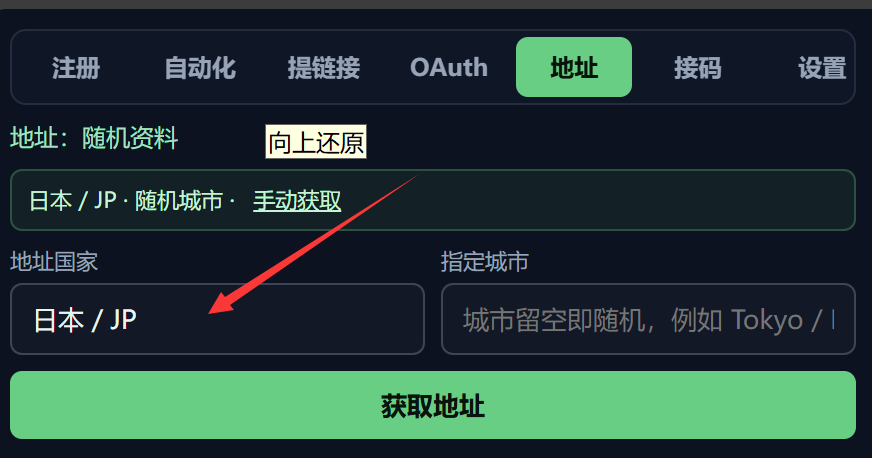 注册 自动化 提链接 OAuth 地址 接码 设置
地址：随机资料
向上还原
日本 / JP · 随机城市 · 手动获取
地址国家 指定城市
日本 / JP 城市留空即随机，例如 Tokyo /
获取地址